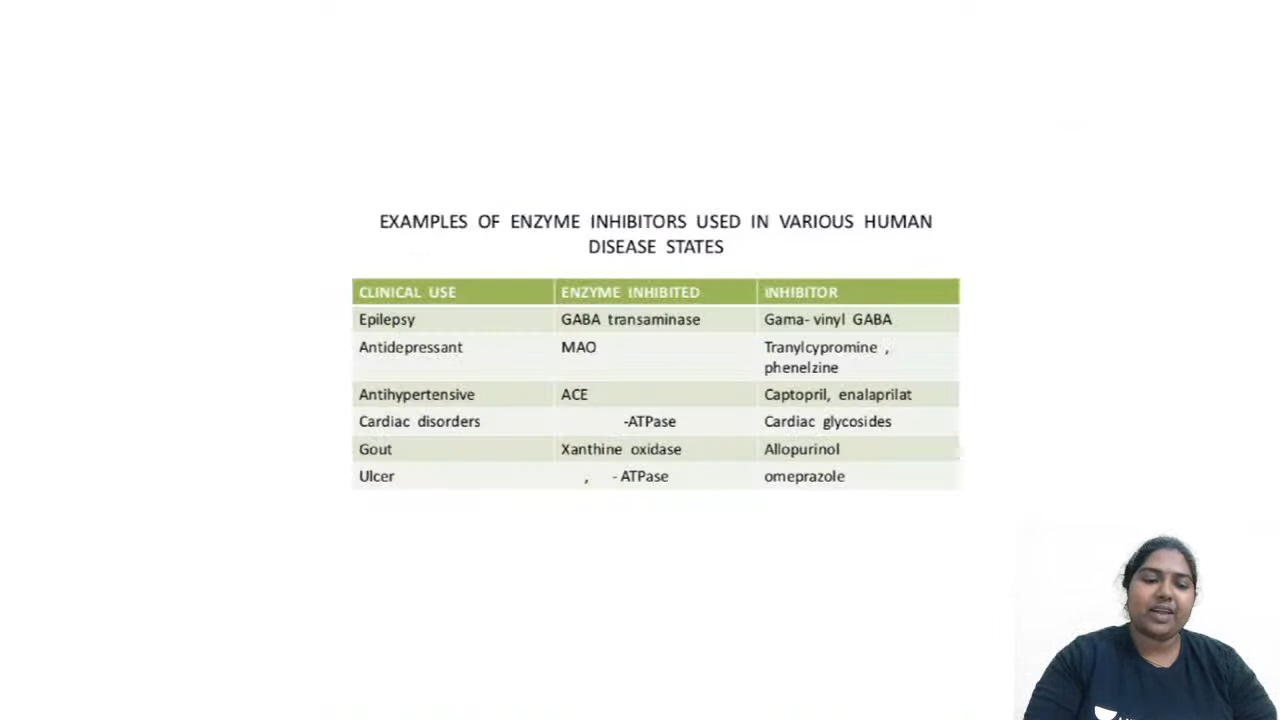 EXAMPLES OF ENZYME INHIBITORS USED IN VARIOUS HUMAN
DISEASE STATES
CLINICAL USE ENZYME INHIBITED INHIBITOR
Epilepsy GABA transaminase Gama- vinyl GABA
Antidepressant MAO Tranylcypromine ,
phenelzine
Antihypertensive ACE Captopril, enalaprilat
Cardiac disorders -ATPase Cardiac glycosides
Gout Xanthine oxidase Allopurinol
Ulcer , - ATPase omeprazole